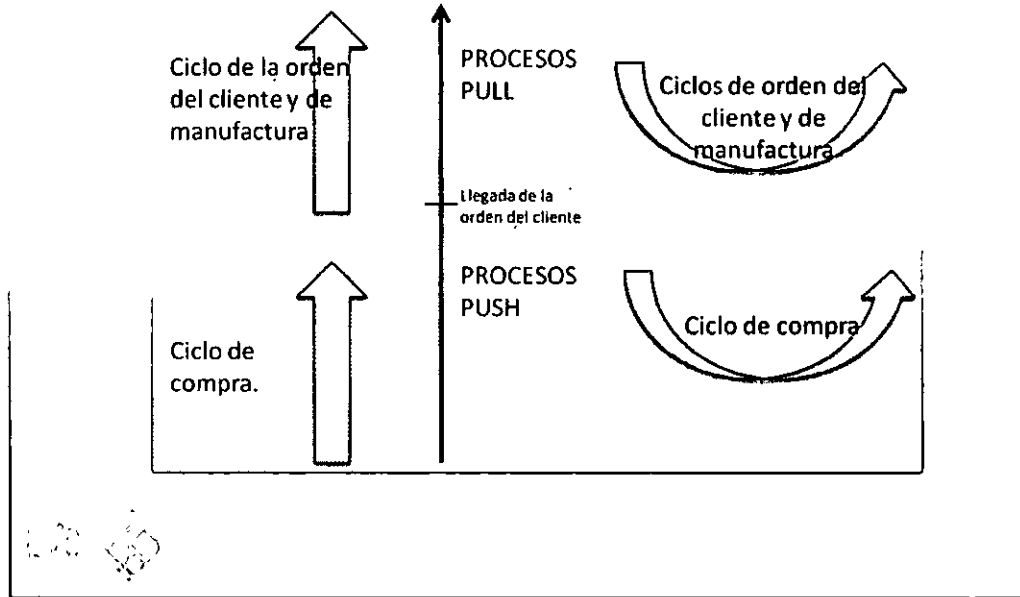 Ciclo de la orden
del cliente y de
manufactura
PROCESOS
PULL
Ciclos de orden del
cliente y de
manufactura
Llegada de la
orden del cliente
PROCESOS
PUSH
Ciclo de
compra.
Ciclo de compra